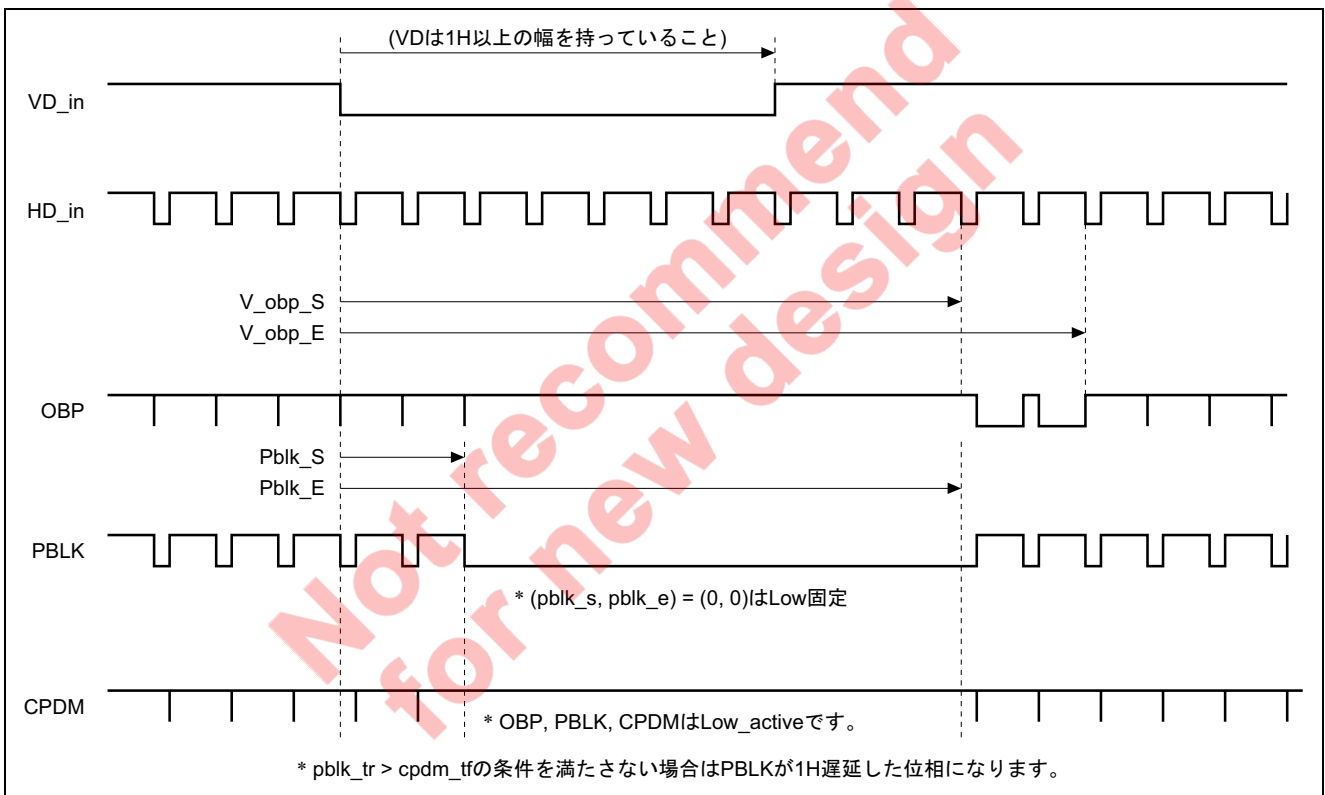 (VDは1H以上の幅を持っていること)
VD_in
HD_in
V_obp_S
V_obp_E
OBP
Pblk_S
Pblk_E
PBLK
* (pblk_s, pblk_e) = (0, 0)はLow固定
CPDM
* OBP, PBLK, CPDMはLow_activeです。
* pblk_tr > cpdm_tfの条件を満たさない場合はPBLKが1H遅延した位相になります。
Not recommend
for new design